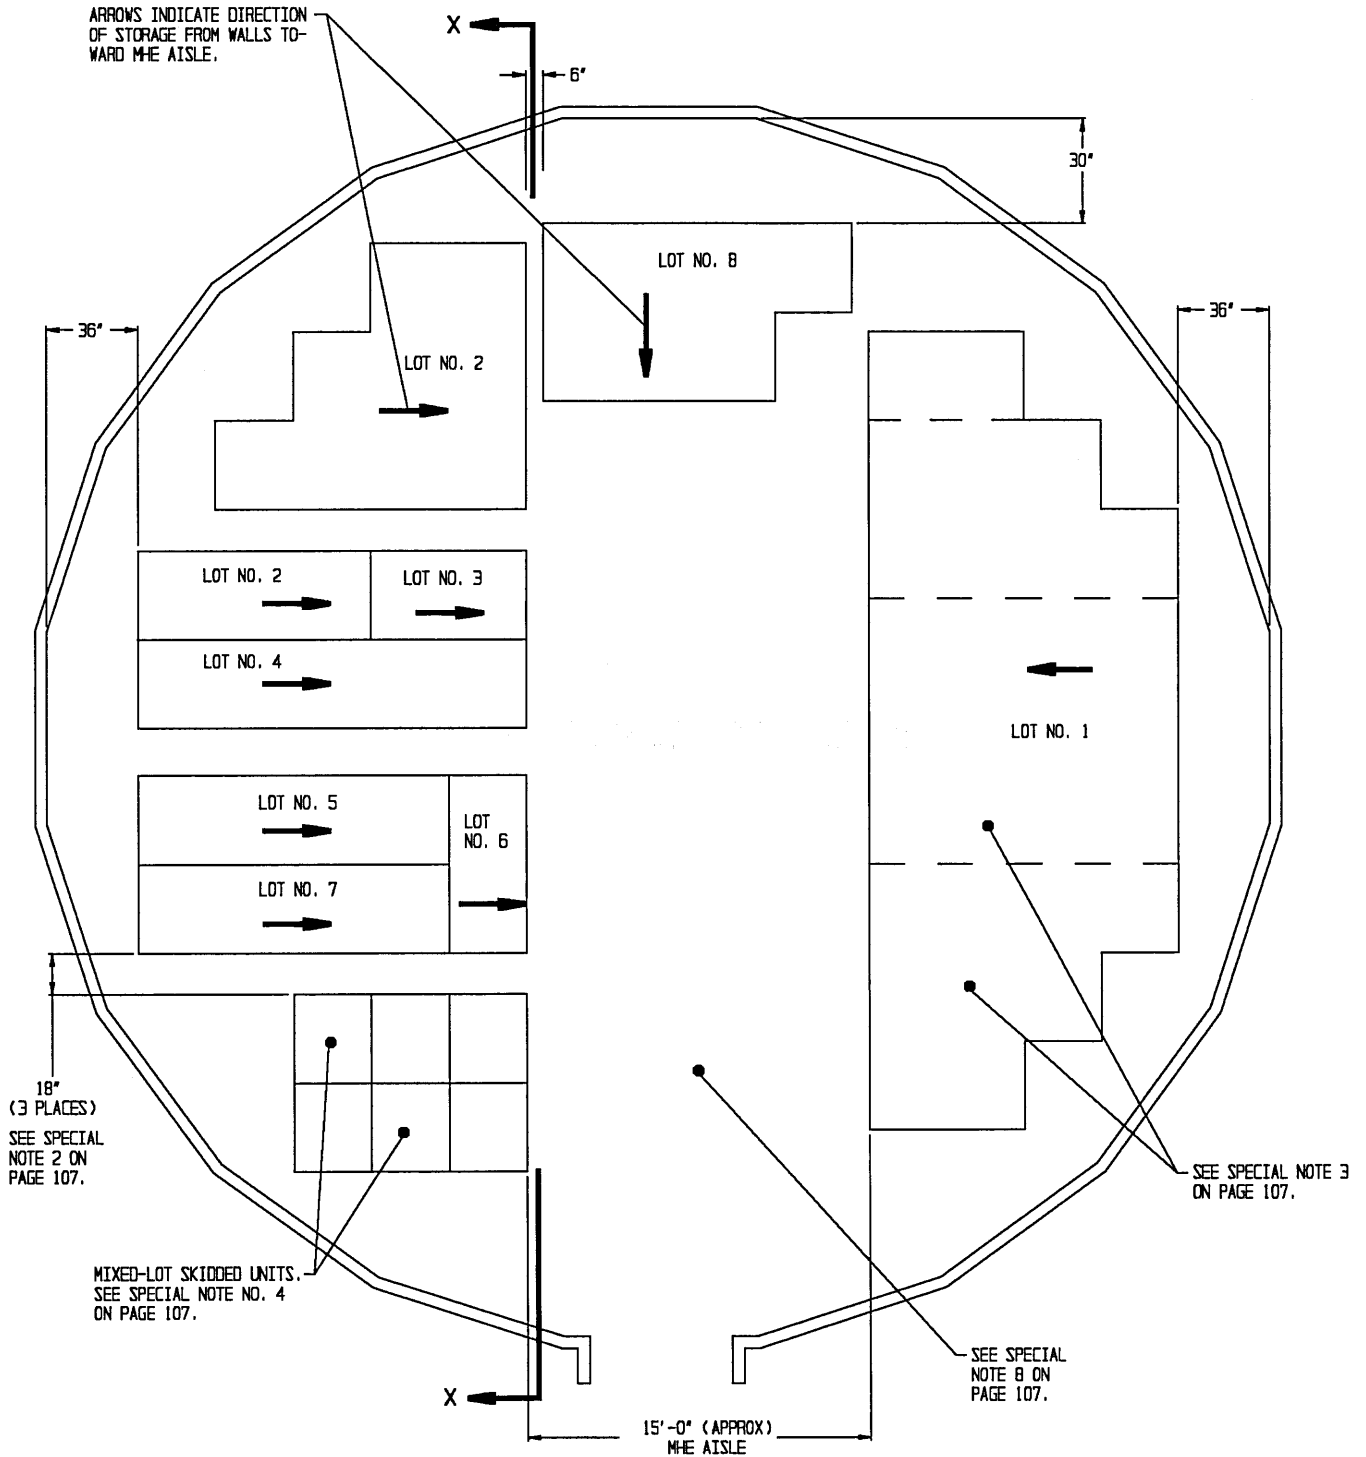 ARROWS INDICATE DIRECTION
OF STORAGE FROM WALLS TO-
WARD MHE AISLE.
X
6"
30"
LOT NO. 8
36"
36"
LOT NO. 2
LOT NO. 2
LOT NO. 3
LOT NO. 4
LOT NO. 1
LOT NO. 5
LOT
NO. 6
LOT NO. 7
18"
(3 PLACES)
SEE SPECIAL
NOTE 2 ON
PAGE 107.
SEE SPECIAL NOTE 3
ON PAGE 107.
MIXED-LOT SKIDDED UNITS.
SEE SPECIAL NOTE NO. 4
ON PAGE 107.
SEE SPECIAL
NOTE 8 ON
PAGE 107.
X
15'-0" (APPROX)
MHE AISLE